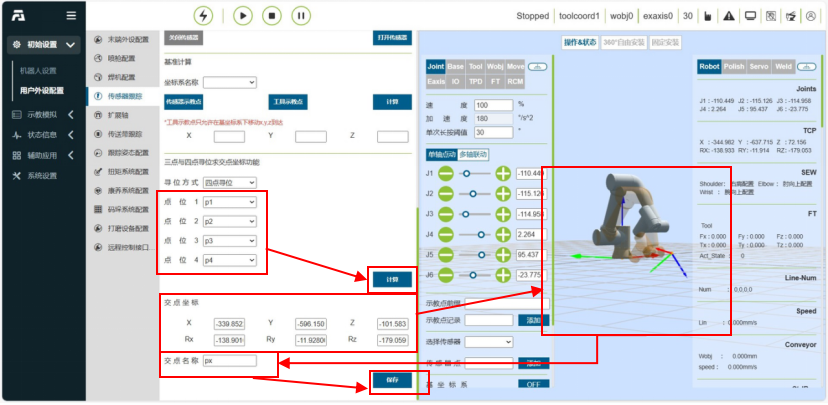 Stopped toolcoord1 wobj0 exaxis0 30
初始设置
机器人设置
用户外设配置
示教模拟
状态信息
辅助应用
系统设置
末端外设配置
喷枪配置
焊机配置
传感器跟踪
扩展轴
传送带跟踪
跟踪姿态配置
扭矩系统配置
康养系统配置
码垛系统配置
打磨设备配置
远程控制接口...
关闭传感器 打开传感器
基准计算
坐标系名称
传感器示教点 工具示教点 计算
*工具示教点只允许在基坐标系下移动x,y,z到达
X Y Z
三点与四点寻位求交点坐标功能
寻位方式 四点寻位
点 位 1 p1
点 位 2 p2
点 位 3 p3
点 位 4 p4
计算
交点坐标
X -339.852 Y -596.150 Z -101.583
Rx -138.901 Ry -11.9280 Rz -179.059
交点名称 px
保存
操作&状态 360°自由安装 固定安装
Joint Base Tool Wobj Move
EaxIs IO TPD FT RCM
速 度 100 %
加 速 度 180 °/s^2
单次长按阈值 30 °
单轴点动 多轴联动
J1 -110.449
J2 -115.126
J3 -114.958
J4 2.264
J5 95.437
J6 -23.775
示教点前缀
示教点记录 添加
选择传感器
传感器点 添加
基 坐 标 系 OFF
Robot Polish Servo Weld
Joints
J1 : -110.449 J2 : -115.126 J3 : -114.958
J4 : 2.264 J5 : 95.437 J6 : -23.775
TCP
X : -344.982 Y : -637.715 Z : 72.156
RX: -138.933 RY: -11.914 RZ: -179.053
SEW
Shoulder: 右肩配置 Elbow : 肘向上配置
Wrist : 腕向上配置
FT
Tool
Fx : 0.000 Fy : 0.000 Fz : 0.000
Tx : 0.000 Ty : 0.000 Tz : 0.000
Act_State : 0
Line-Num
Num : 0,0,0,0
Speed
Lin : 0.000mm/s
Conveyor
Wobj : 0.000mm
speed : 0.000mm/s